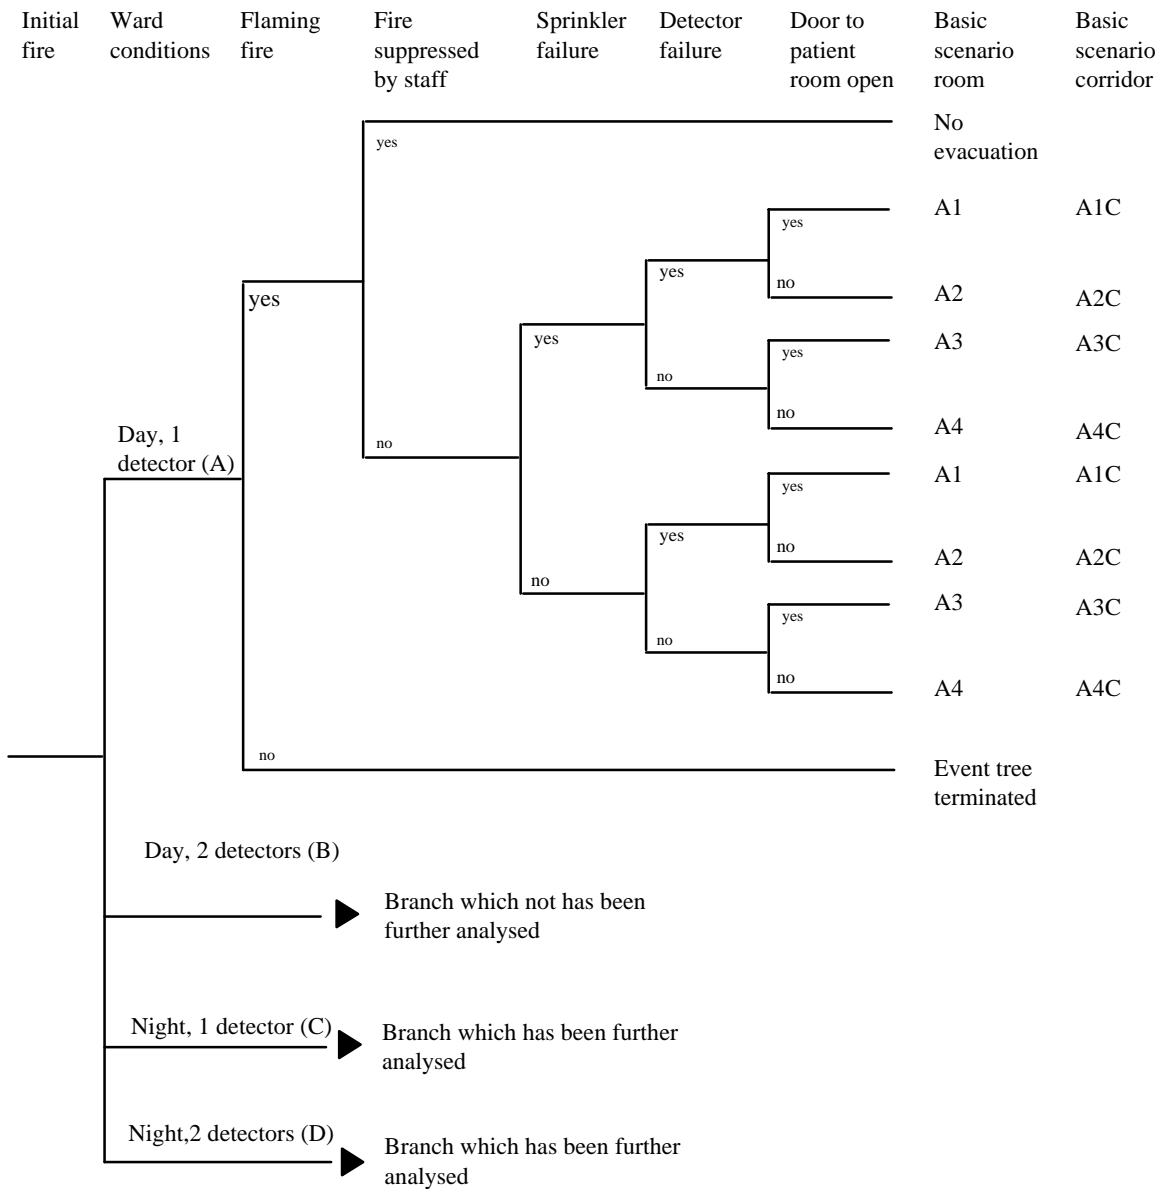 Initial
fire
Ward
conditions
Flaming
fire
Fire
suppressed
by staff
Sprinkler
failure
Detector
failure
Door to
patient
room open
Basic
scenario
room
Basic
scenario
corridor
yes
No
evacuation
yes
A1
A1C
yes
no
A2
A2C
yes
yes
yes
A3
A3C
no
no
A4
A4C
no
Day, 1
detector (A)
yes
A1
A1C
yes
no
A2
A2C
no
yes
A3
A3C
no
no
A4
A4C
no
Event tree
terminated
Day, 2 detectors (B)
Branch which not has been
further analysed
Night, 1 detector (C)
Branch which has been further
analysed
Night,2 detectors (D)
Branch which has been further
analysed